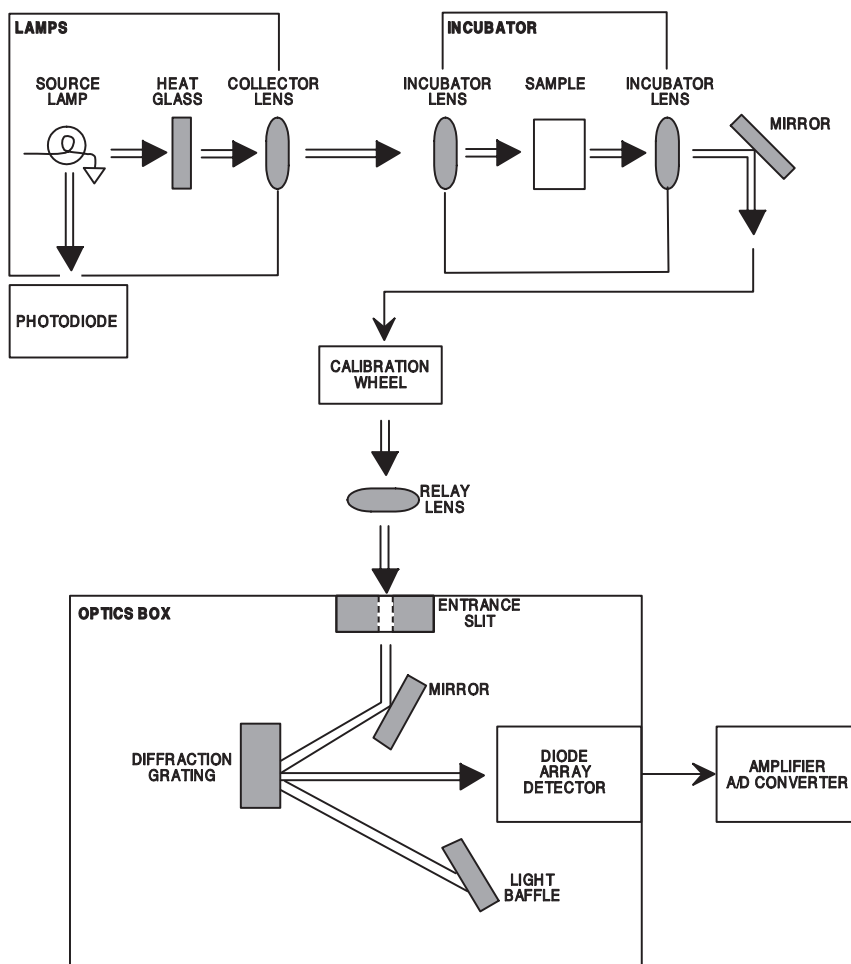 LAMPS
INCUBATOR
SOURCE
LAMP
HEAT
GLASS
COLLECTOR
LENS
INCUBATOR
LENS
SAMPLE
INCUBATOR
LENS
MIRROR
PHOTODIODE
CALIBRATION
WHEEL
RELAY
LENS
OPTICS BOX
ENTRANCE
SLIT
MIRROR
DIFFRACTION
GRATING
DIODE
ARRAY
DETECTOR
AMPLIFIER
A/D CONVERTER
LIGHT
BAFFLE